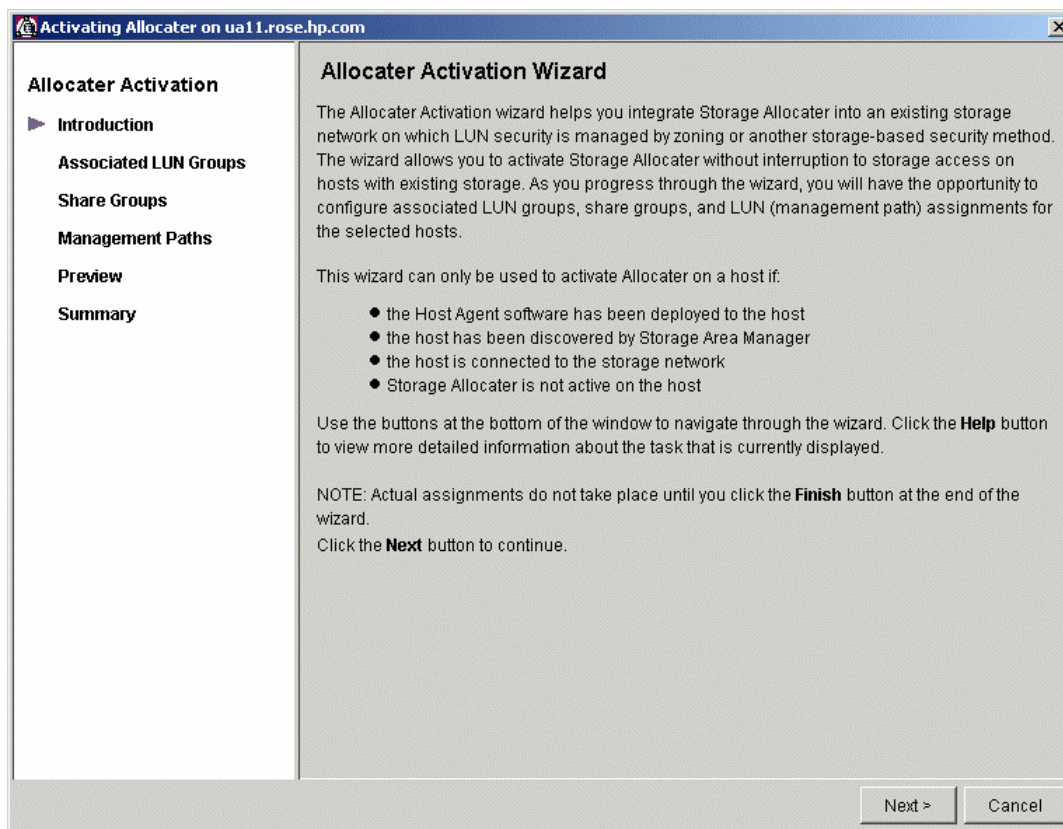 Activating Allocater on ua11.rose.hp.com
Allocater Activation
Introduction
Associated LUN Groups
Share Groups
Management Paths
Preview
Summary
Allocater Activation Wizard
The Allocater Activation wizard helps you integrate Storage Allocater into an existing storage
network on which LUN security is managed by zoning or another storage-based security method.
The wizard allows you to activate Storage Allocater without interruption to storage access on
hosts with existing storage. As you progress through the wizard, you will have the opportunity to
configure associated LUN groups, share groups, and LUN (management path) assignments for
the selected hosts.
This wizard can only be used to activate Allocater on a host if:
● the Host Agent software has been deployed to the host
● the host has been discovered by Storage Area Manager
● the host is connected to the storage network
● Storage Allocater is not active on the host
Use the buttons at the bottom of the window to navigate through the wizard. Click the Help button
to view more detailed information about the task that is currently displayed.
NOTE: Actual assignments do not take place until you click the Finish button at the end of the
wizard.
Click the Next button to continue.
Next >
Cancel